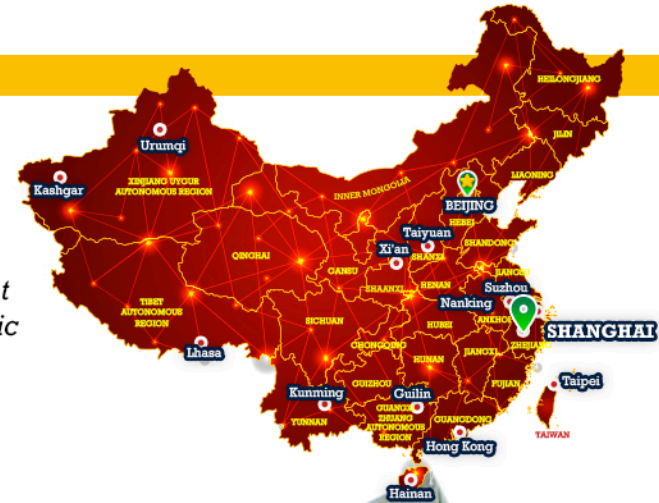 HEILONGJIANG
JILIN
Urumqi
LIAONING
Kashgar
XINJIANG UYGUR
AUTONOMOUS REGION
INNER MONGOLIA
BEIJING
HEBEI
Taiyuan
Xi'an
SHANXI
SHANDONG
QINGHAI
GANSU
JIANGSU
Suzhou
SHAANXI
HENAN
Nanking
t
ic
TIBET
AUTONOMOUS
REGION
SICHUAN
HUBEI
ANKHOI
SHANGHAI
ZHEJIANG
Lhasa
CHONGQING
HUNAN
JIANGXI
GUIZHOU
FUJIAN
Taipei
Kunming
Guilin
YUNNAN
GUANGXI
ZHUANG
AUTONOMOUS
REGION
GUANGDONG
TAIWAN
Hong Kong
Hainan